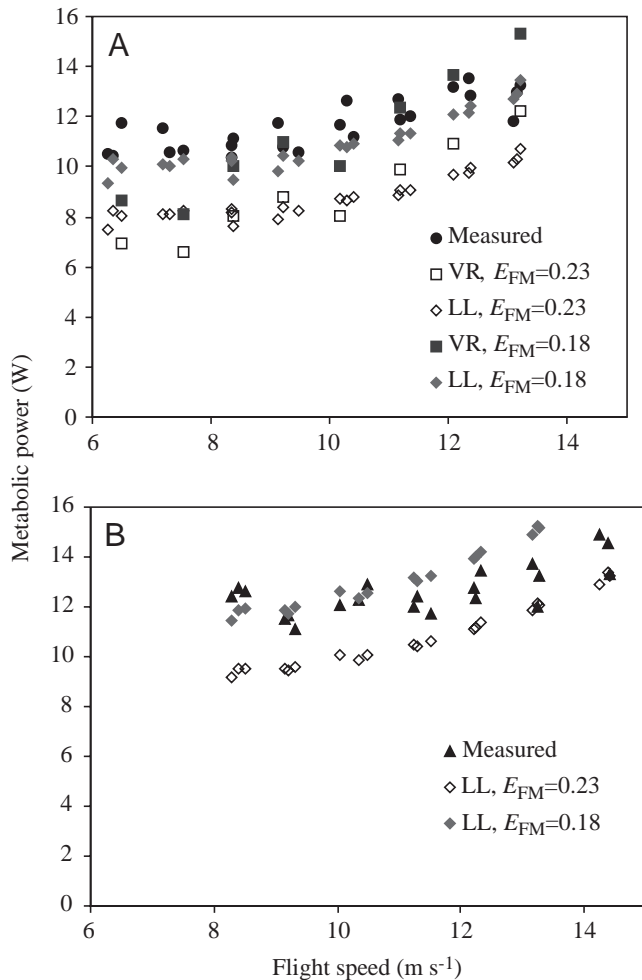 A
16
14
12
10
8
6
4
2
0
Measured
VR, EFM=0.23
LL, EFM=0.23
VR, EFM=0.18
LL, EFM=0.18
6 8 10 12 14
Metabolic power (W)
B
16
14
12
10
8
6
4
2
0
Measured
LL, EFM=0.23
LL, EFM=0.18
6 8 10 12 14
Flight speed (m s-1)